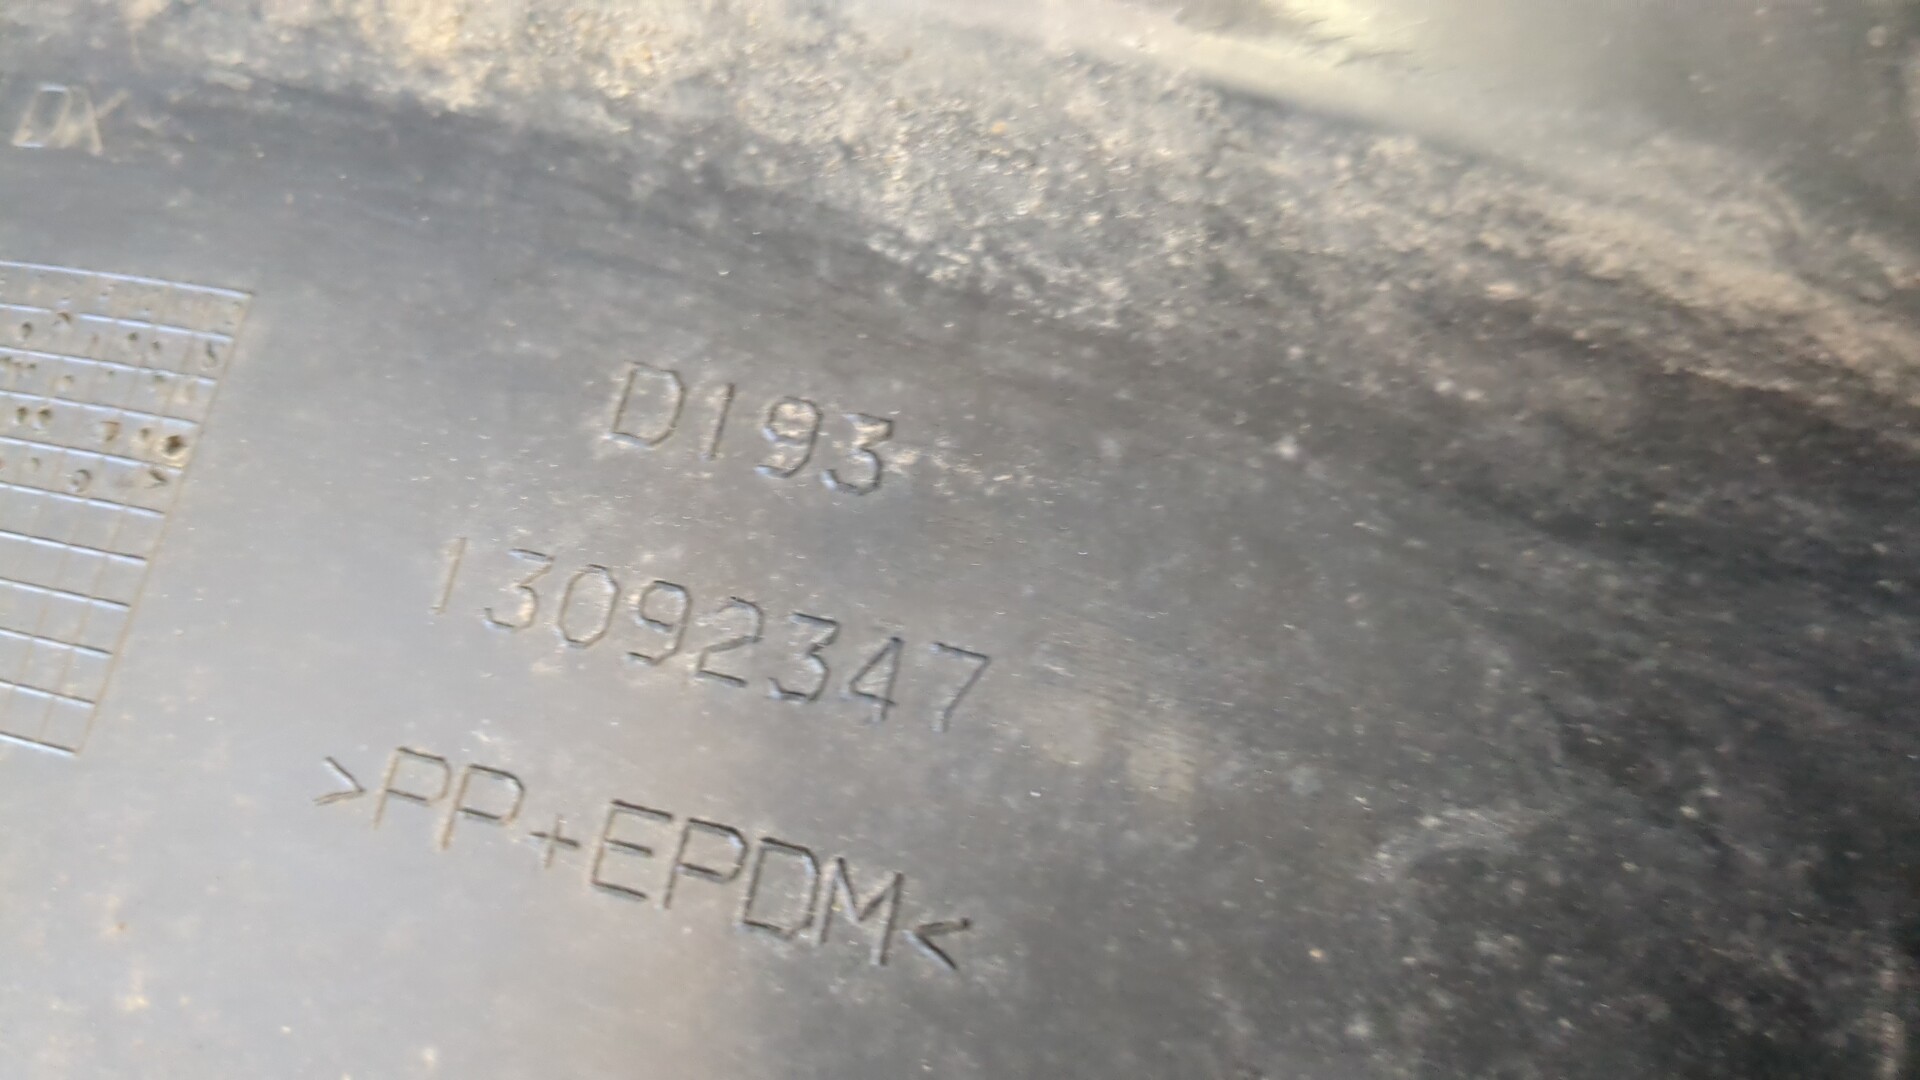 DX
D193
13092347
>PP+EPDM<